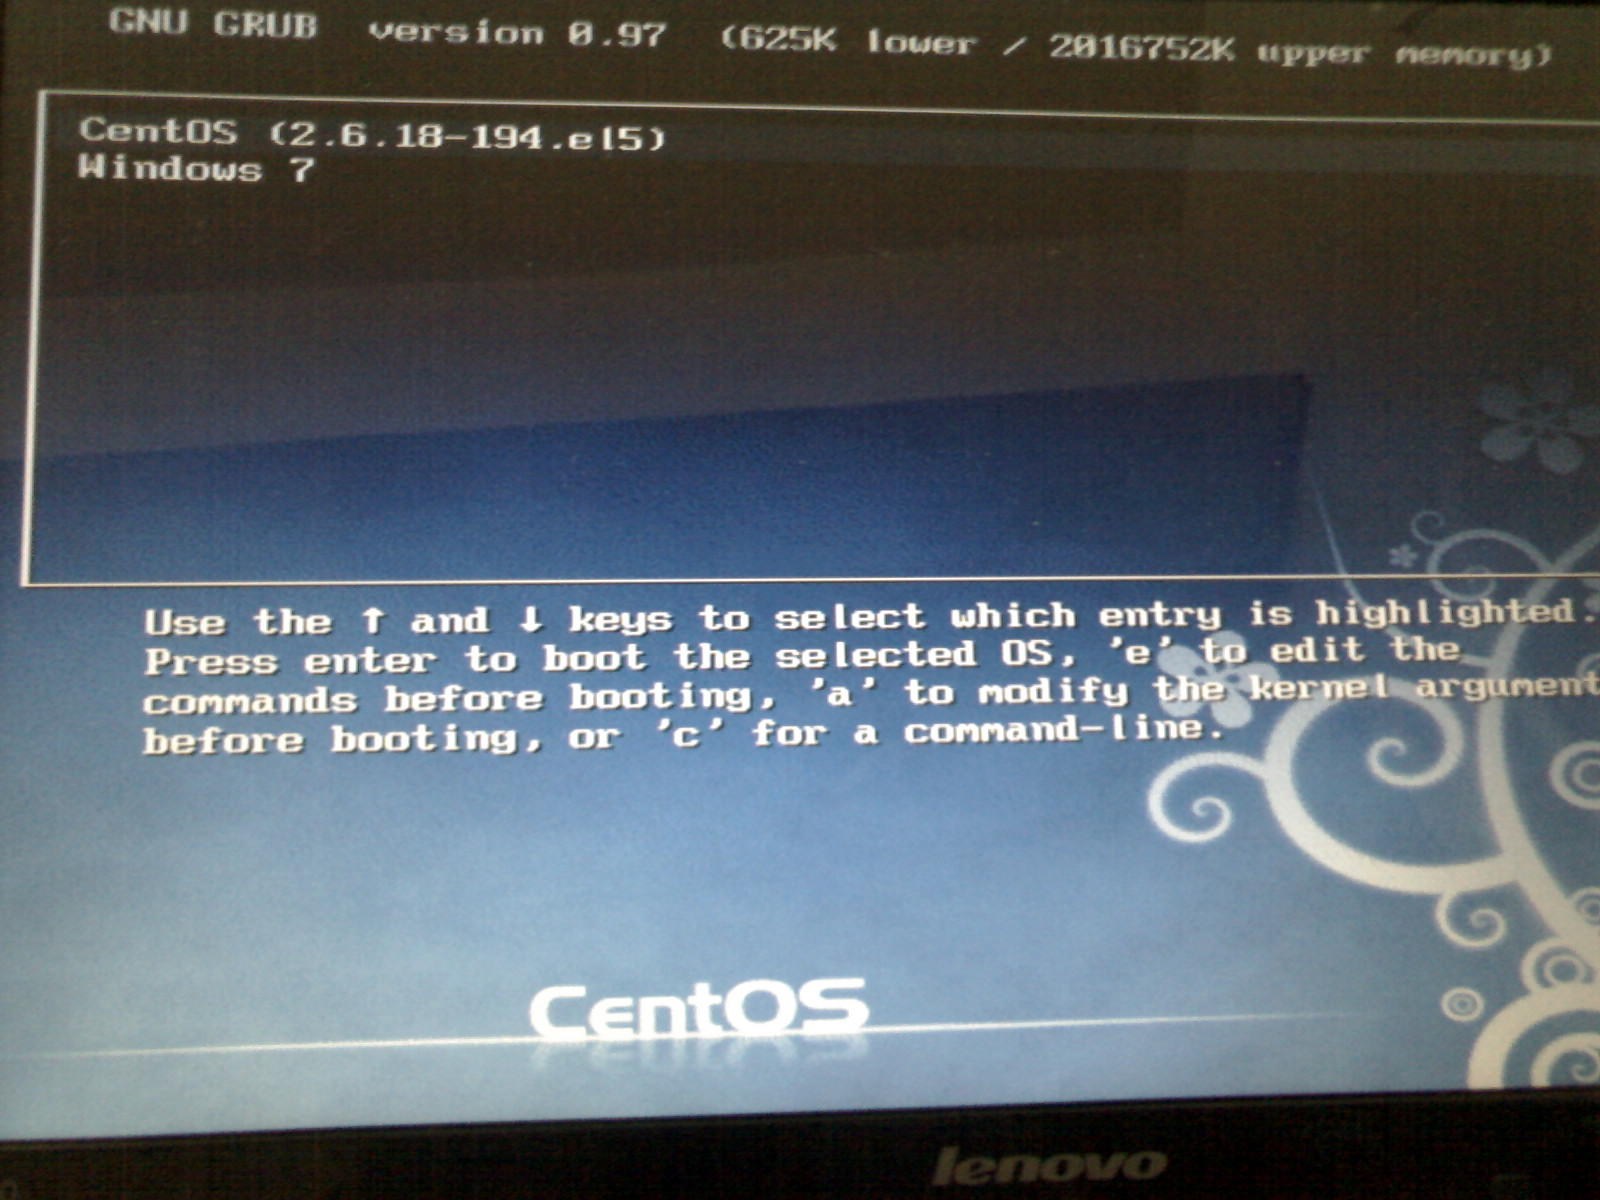 GNU GRUB version 0.97 (625K lower / 2016752K upper memory)
CentOS (2.6.18-194.el5)
Windows 7
Use the ↑ and ↓ keys to select which entry is highlighted.
Press enter to boot the selected OS, 'e' to edit the
commands before booting, 'a' to modify the kernel argument
before booting, or 'c' for a command-line.
CentOS
lenovo